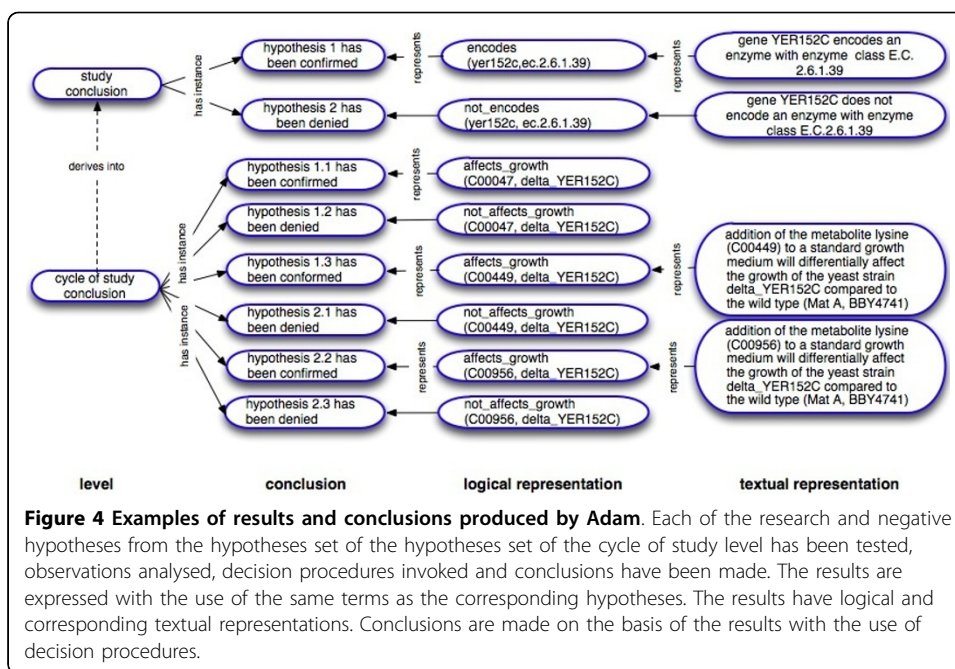 study
conclusion
derives into
cycle of study
conclusion
has instance
has instance
has instance
hypothesis 1 has
been confirmed
hypothesis 2 has
been denied
hypothesis 1.1 has
been confirmed
hypothesis 1.2 has
been denied
hypothesis 1.3 has
been conformed
hypothesis 2.1 has
been denied
hypothesis 2.2 has
been confirmed
hypothesis 2.3 has
been denied
represents
represents
represents
represents
encodes
(yer152c,ec.2.6.1.39)
not_encodes
(yer152c, ec.2.6.1.39)
affects_growth
(C00047, delta_YER152C)
not_affects_growth
(C00047, delta_YER152C)
affects_growth
(C00449, delta_YER152C)
not_affects_growth
(C00449, delta_YER152C)
affects_growth
(C00956, delta_YER152C)
not_affects_growth
(C00956, delta_YER152C)
represents
represents
represents
gene YER152C encodes an
enzyme with enzyme class E.C.
2.6.1.39
gene YER152C does not
encode an enzyme with enzyme
class E.C.2.6.1.39
addition of the metabolite lysine
(C00449) to a standard growth
medium will differentially affect
the growth of the yeast strain
delta_YER152C compared to
the wild type (Mat A, BBY4741)
addition of the metabolite lysine
(C00956) to a standard growth
medium will differentially affect
the growth of the yeast strain
delta_YER152C compared to
the wild type (Mat A, BBY4741)
level
conclusion
logical representation
textual representation
Figure 4 Examples of results and conclusions produced by Adam. Each of the research and negative
hypotheses from the hypotheses set of the hypotheses set of the cycle of study level has been tested,
observations analysed, decision procedures invoked and conclusions have been made. The results are
expressed with the use of the same terms as the corresponding hypotheses. The results have logical and
corresponding textual representations. Conclusions are made on the basis of the results with the use of
decision procedures.